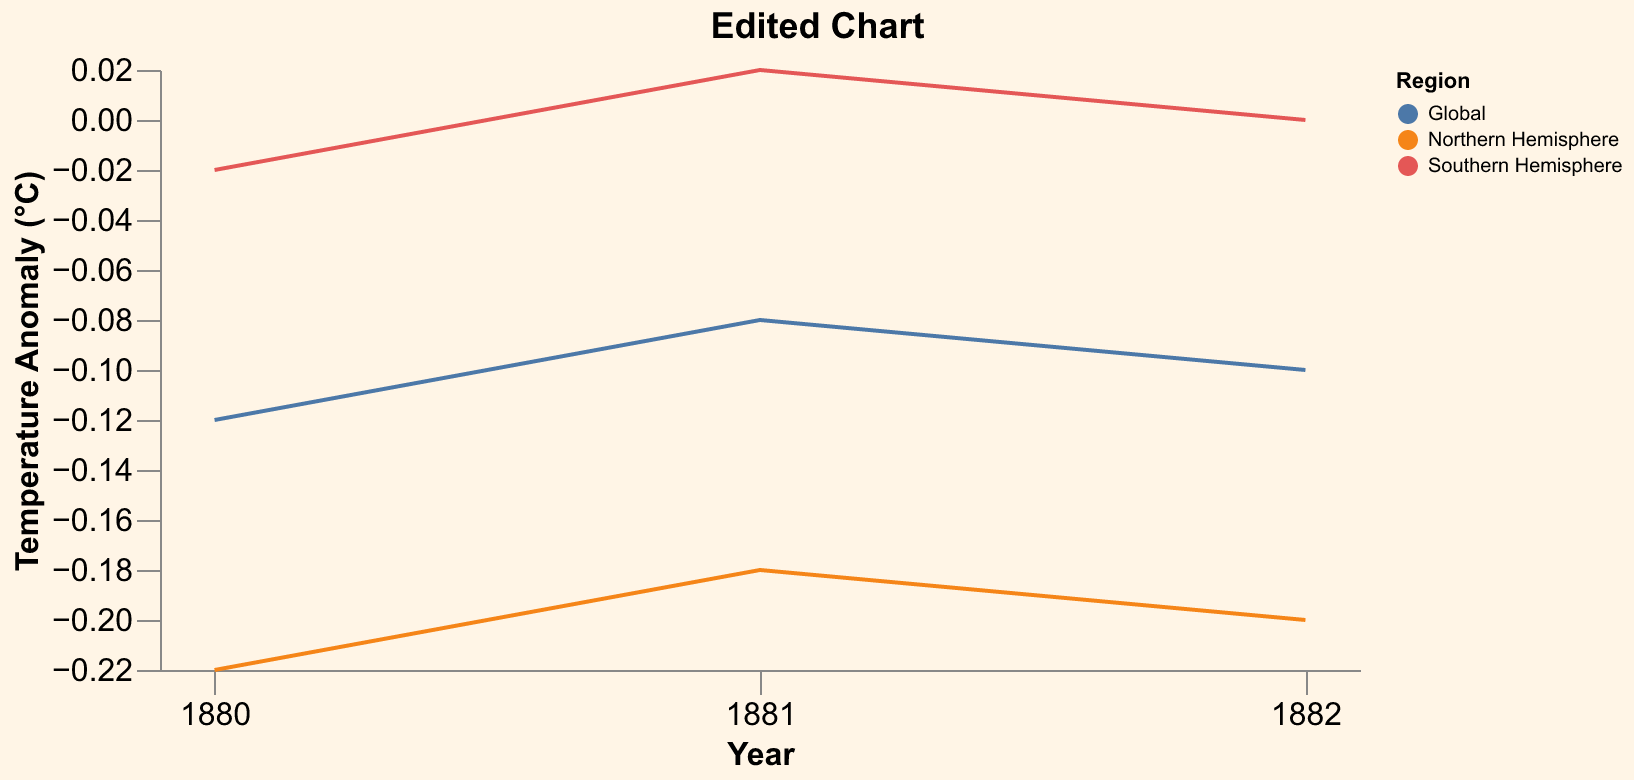 Edited Chart
Temperature Anomaly (°C)
0.02
0.00
−0.02
−0.04
−0.06
−0.08
−0.10
−0.12
−0.14
−0.16
−0.18
−0.20
−0.22
1880
1881
1882
Year
Region
Global
Northern Hemisphere
Southern Hemisphere